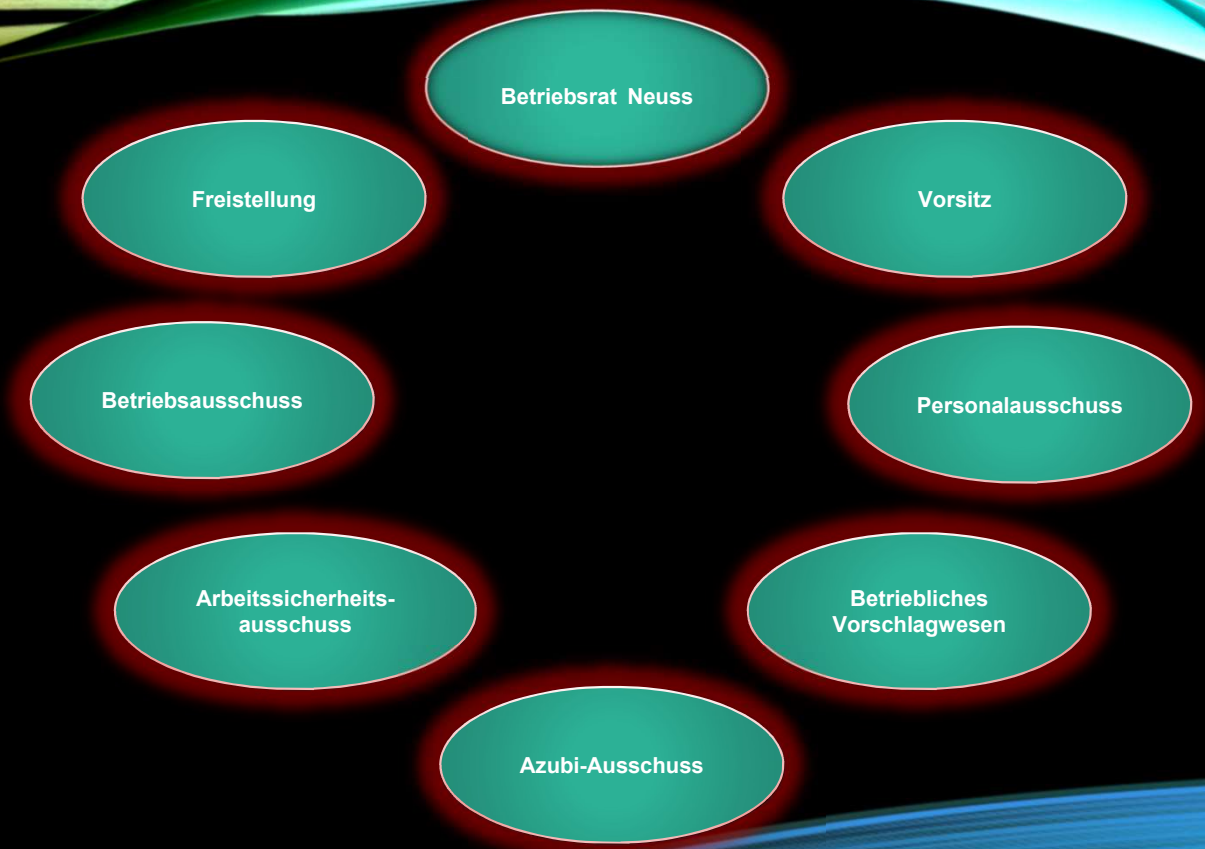 Betriebsrat Neuss
Freistellung
Vorsitz
Betriebsausschuss
Personalausschuss
Arbeitssicherheits-
ausschuss
Betriebliches
Vorschlagwesen
Azubi-Ausschuss